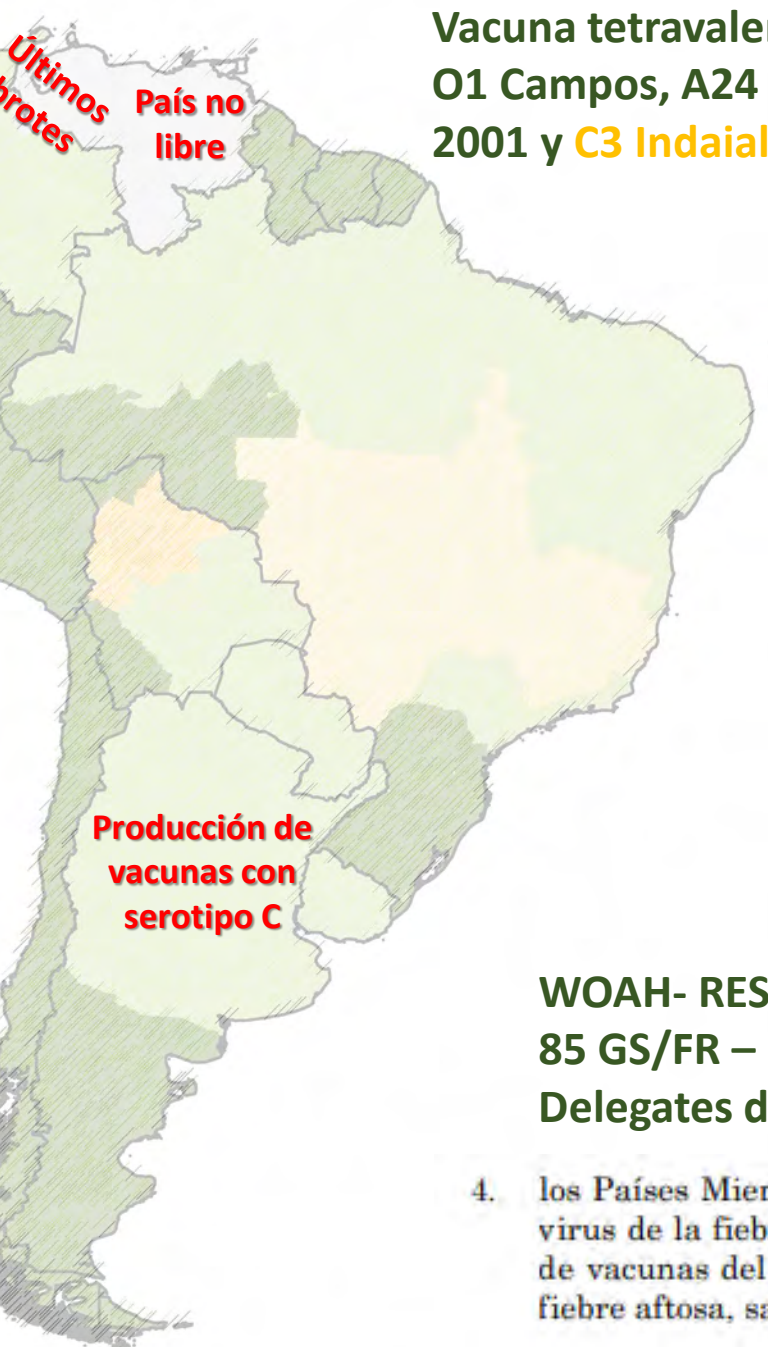 Vacuna tetravale
O1 Campos, A24
2001 y C3 Indaial
Últimos
brotes
País no
libre
Producción de
vacunas con
serotipo C
WOAH- RES
85 GS/FR –
Delegates d
4. los Países Mier
virus de la fieb
de vacunas del
fiebre aftosa, sa